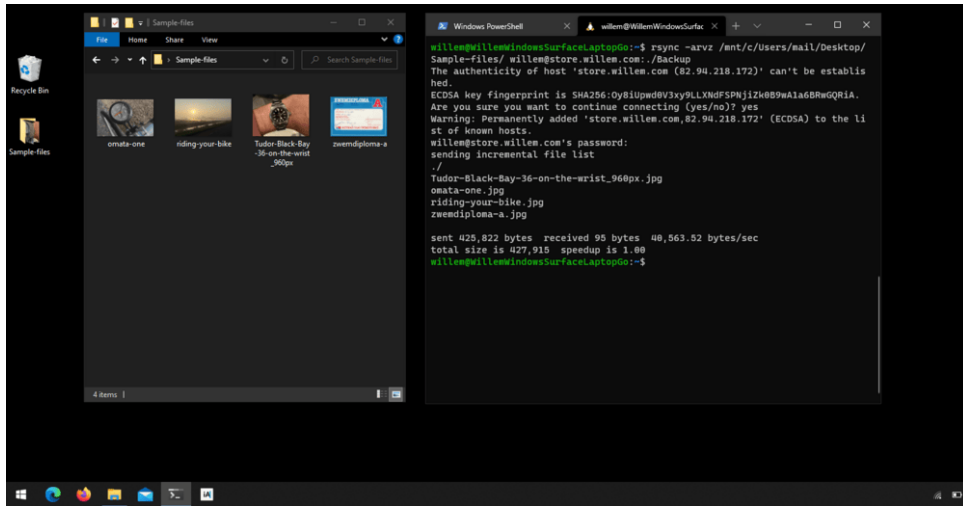 Sample-files
File Home Share View
Sample-files
Search Sample-files
Recycle Bin
Sample-files
omata-one
riding-your-bike
Tudor-Black-Bay
-36-on-the-wrist
_960px
zwemdiploma-a
4 items
Windows PowerShell
willem@WillemWindowsSurfac
willem@WillemWindowsSurfaceLaptopGo:~$ rsync -arvz /mnt/c/Users/mail/Desktop/
Sample-files/ willem@store.willem.com:./Backup
The authenticity of host 'store.willem.com (82.94.218.172)' can't be establis
hed.
ECDSA key fingerprint is SHA256:Oy8iUpwd0V3xy9LLXNdFSPNjiZk0B9wA1a6BRwGQRiA.
Are you sure you want to continue connecting (yes/no)? yes
Warning: Permanently added 'store.willem.com,82.94.218.172' (ECDSA) to the li
st of known hosts.
willem@store.willem.com's password:
sending incremental file list
./
Tudor-Black-Bay-36-on-the-wrist_960px.jpg
omata-one.jpg
riding-your-bike.jpg
zwemdiploma-a.jpg
sent 425,822 bytes received 95 bytes 40,563.52 bytes/sec
total size is 427,915 speedup is 1.00
willem@WillemWindowsSurfaceLaptopGo:~$